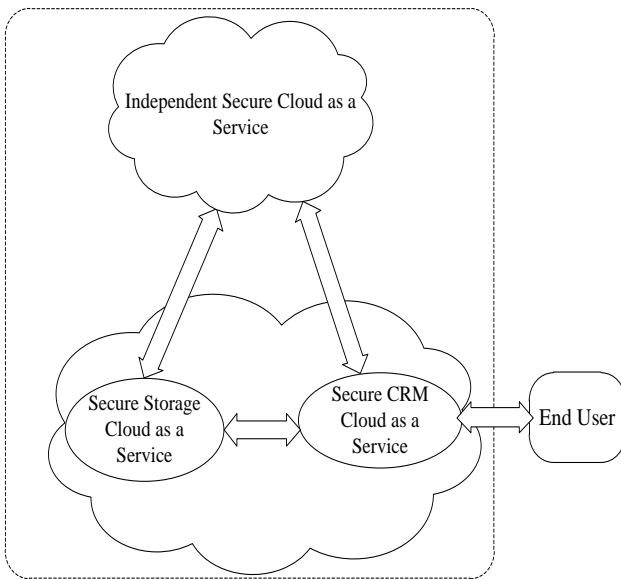 Independent Secure Cloud as a
Service
Secure Storage
Cloud as a
Service
Secure CRM
Cloud as a
Service
End User